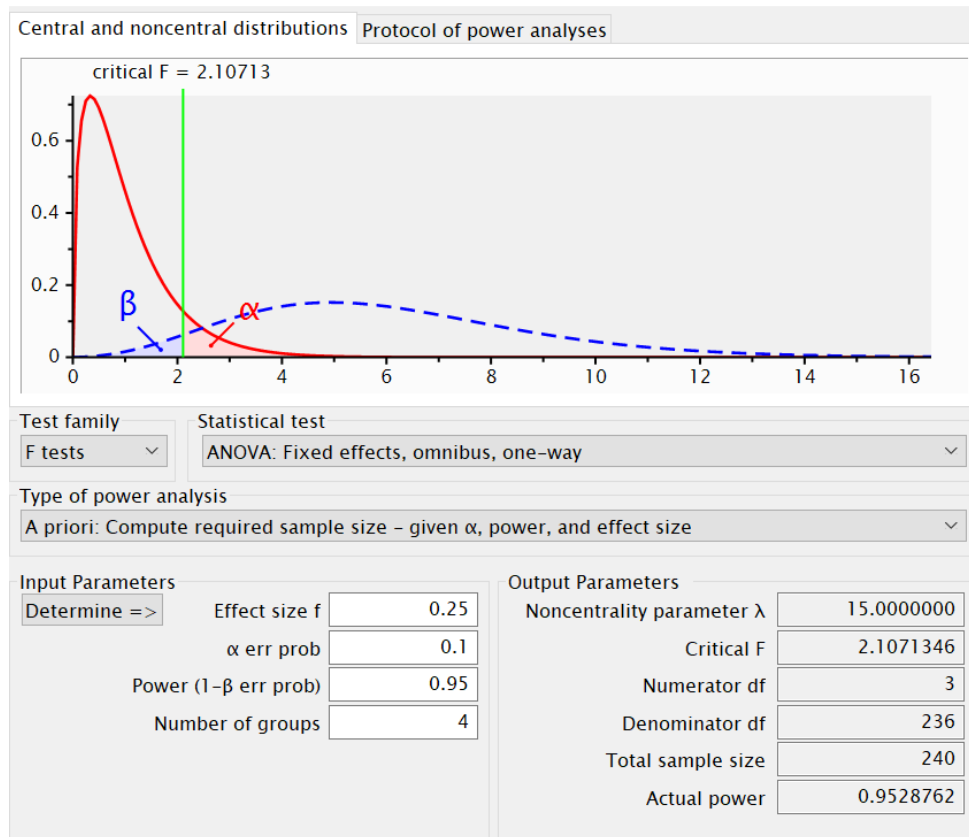 Central and noncentral distributions Protocol of power analyses
critical F = 2.10713
0.6
0.4
0.2
0
β
α
0 2 4 6 8 10 12 14 16
Test family Statistical test
F tests ANOVA: Fixed effects, omnibus, one-way
Type of power analysis
A priori: Compute required sample size – given α, power, and effect size
Input Parameters
Determine => Effect size f 0.25
α err prob 0.1
Power (1-β err prob) 0.95
Number of groups 4
Output Parameters
Noncentrality parameter λ 15.0000000
Critical F 2.1071346
Numerator df 3
Denominator df 236
Total sample size 240
Actual power 0.9528762